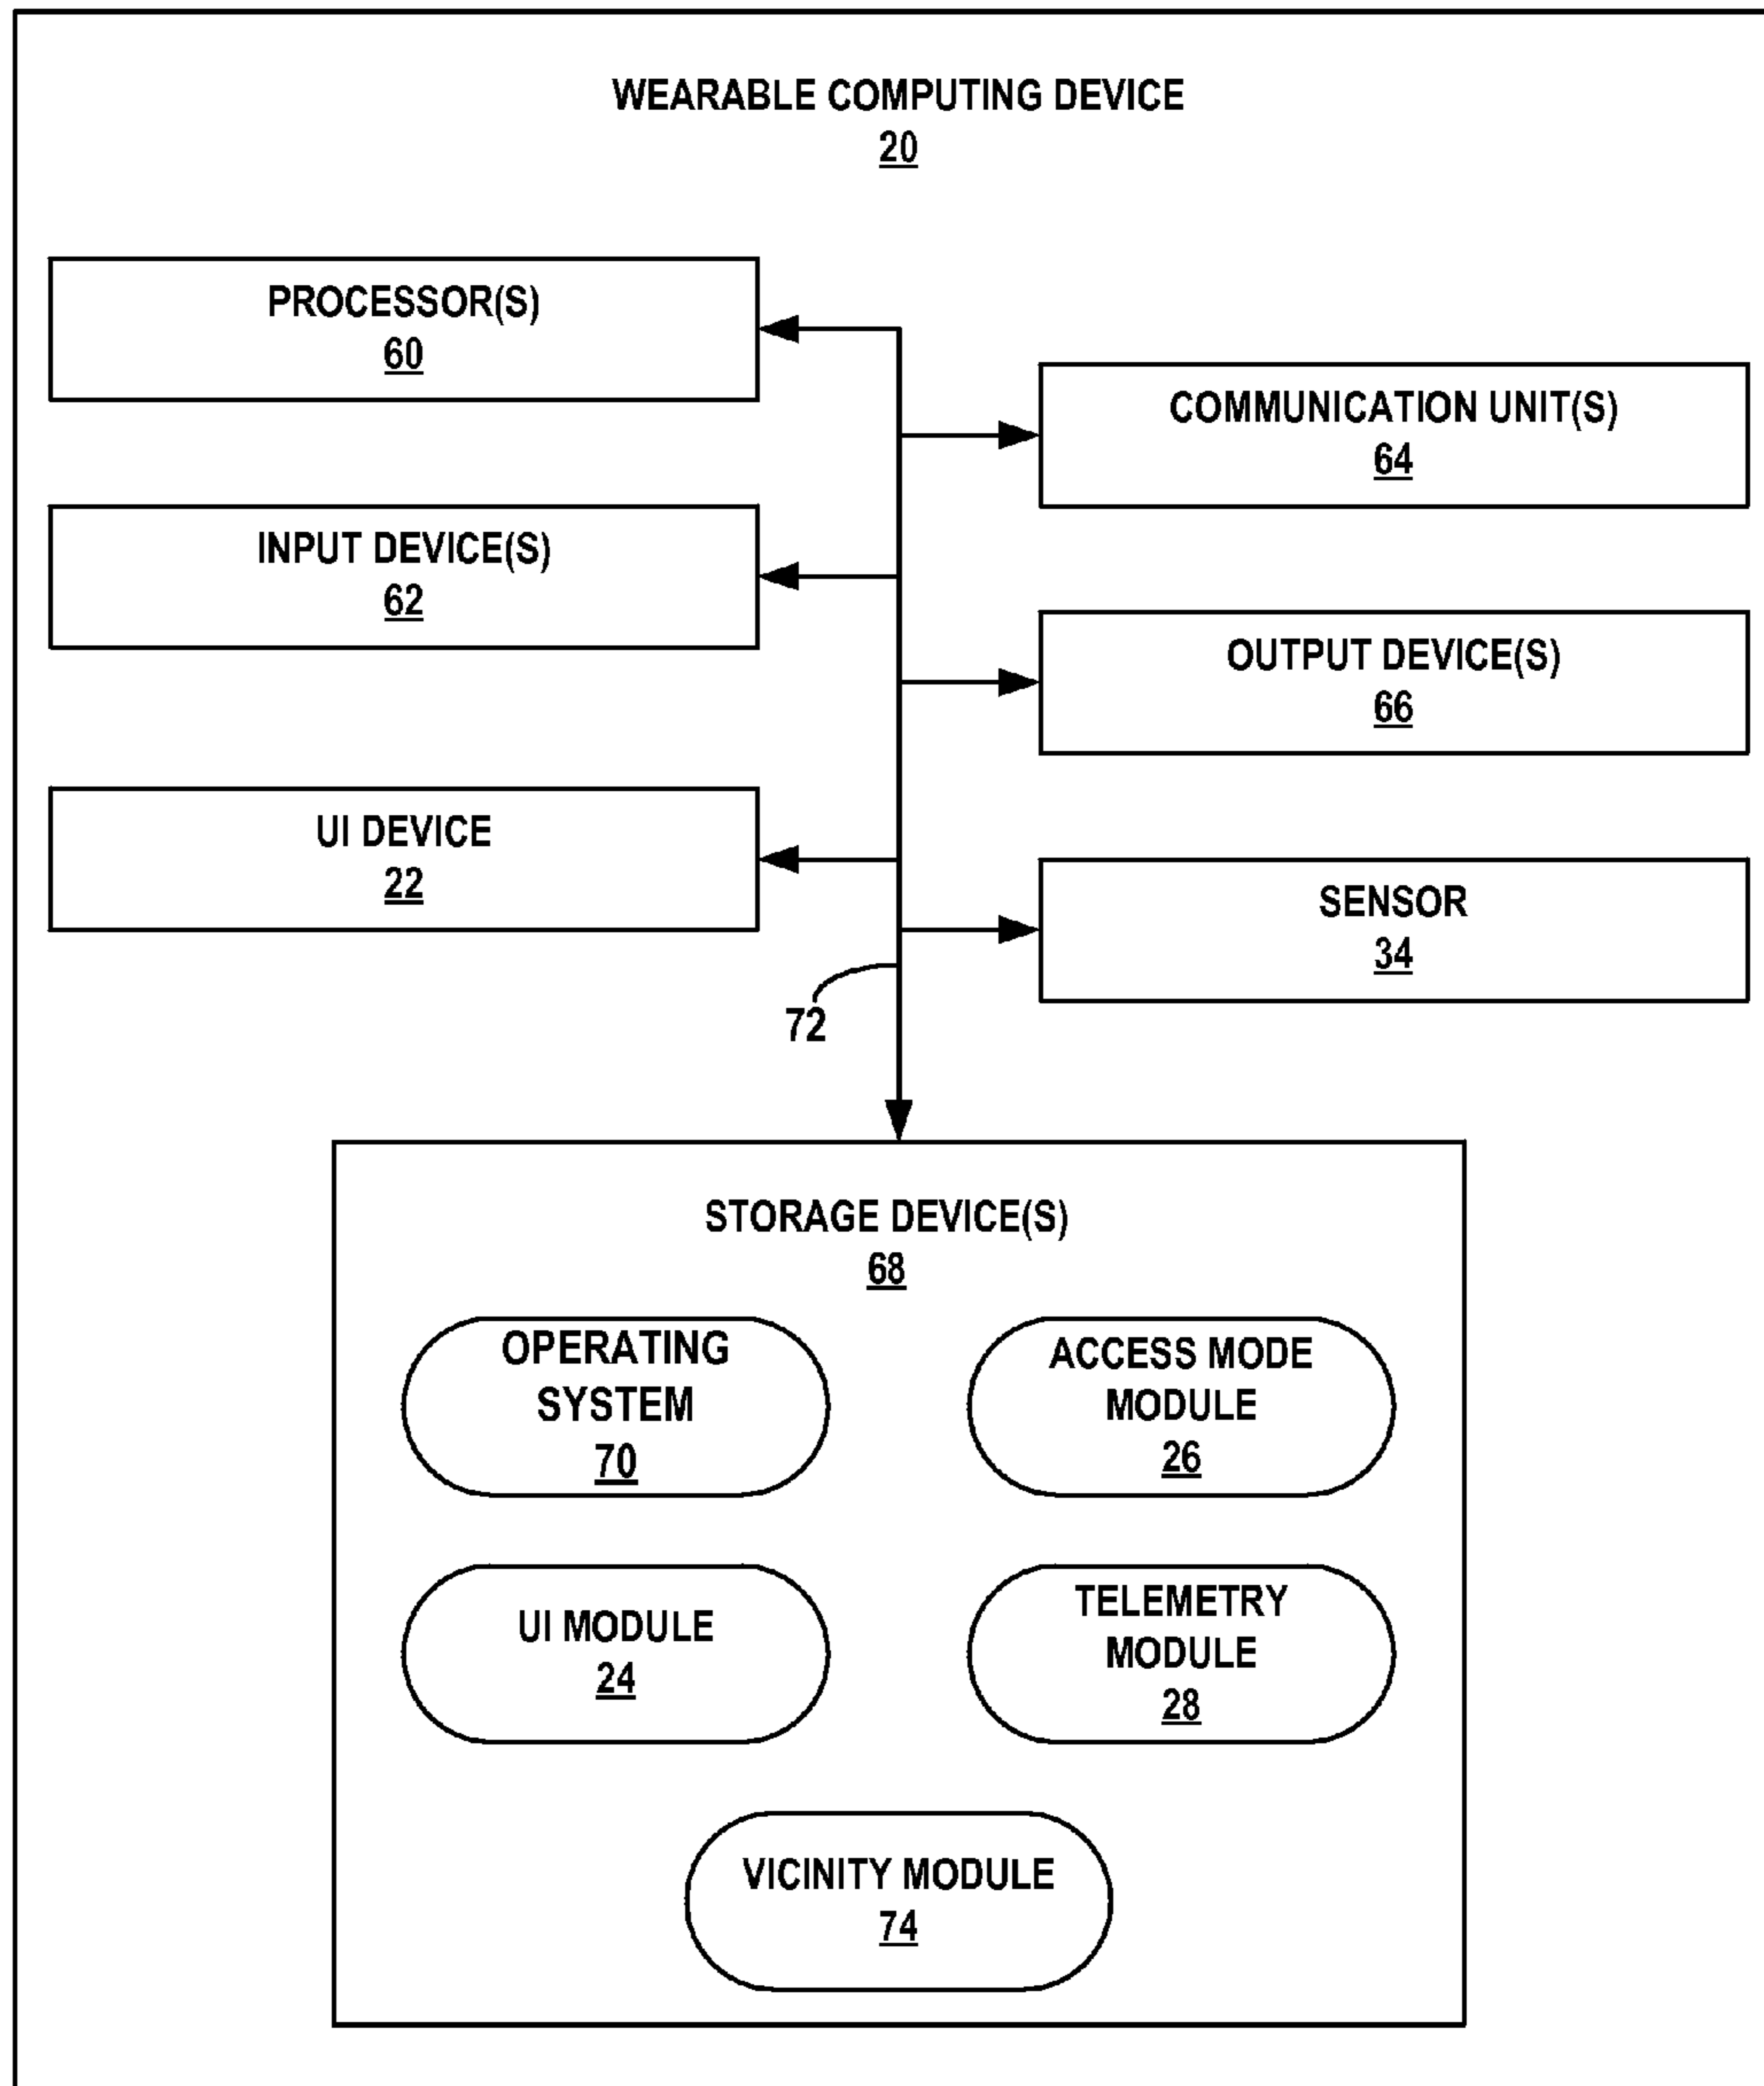 WEARABLE COMPUTING DEVICE
20
PROCESSOR(S)
60
COMMUNICATION UNIT(S)
64
INPUT DEVICE(S)
62
OUTPUT DEVICE(S)
66
UI DEVICE
22
SENSOR
34
72
STORAGE DEVICE(S)
68
OPERATING
SYSTEM
70
ACCESS MODE
MODULE
26
UI MODULE
24
TELEMETRY
MODULE
28
VICINITY MODULE
74